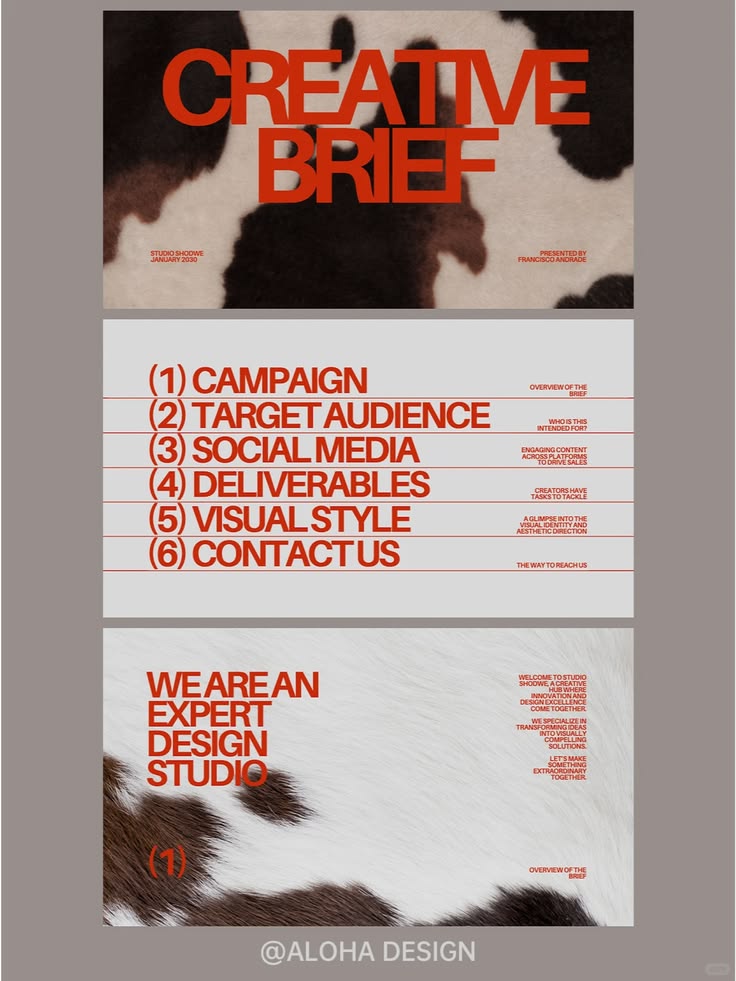 CREATIVE
BRIEF
STUDIO SHODWE
JANUARY 2030
PRESENTED BY
FRANCISCO ANDRADE
(1) CAMPAIGN
OVERVIEW OF THE
BRIEF
(2) TARGET AUDIENCE
WHO IS THIS
INTENDED FOR?
(3) SOCIAL MEDIA
ENGAGING CONTENT
ACROSS PLATFORMS
TO DRIVE SALES
(4) DELIVERABLES
CREATORS HAVE
TASKS TO TACKLE
(5) VISUAL STYLE
A GLIMPSE INTO THE
VISUAL IDENTITY AND
AESTHETIC DIRECTION
(6) CONTACT US
THE WAY TO REACH US
WE ARE AN
EXPERT
DESIGN
STUDIO
WELCOME TO STUDIO
SHODWE, A CREATIVE
HUB WHERE
INNOVATION AND
DESIGN EXCELLENCE
COME TOGETHER.
WE SPECIALIZE IN
TRANSFORMING IDEAS
INTO VISUALLY
COMPELLING
SOLUTIONS.
LET'S MAKE
SOMETHING
EXTRAORDINARY
TOGETHER.
(1)
OVERVIEW OF THE
BRIEF
@ALOHA DESIGN